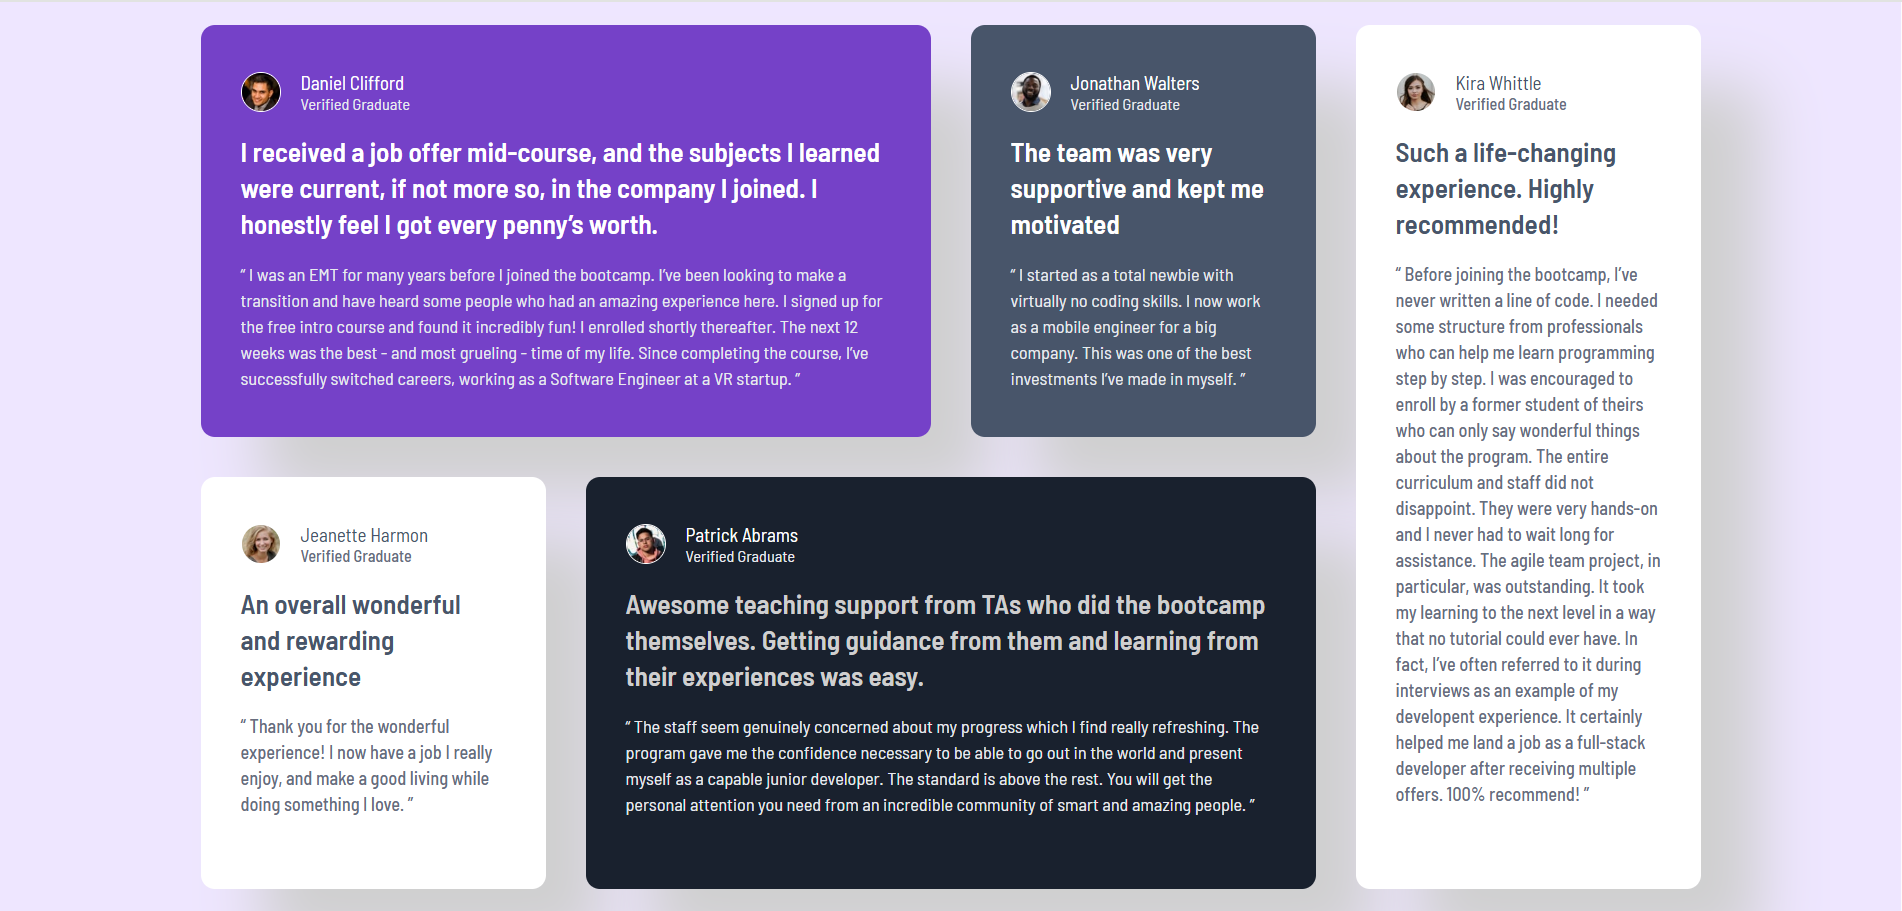 Daniel Clifford
Verified Graduate
I received a job offer mid-course, and the subjects I learned
were current, if not more so, in the company I joined. I
honestly feel I got every penny’s worth.
“ I was an EMT for many years before I joined the bootcamp. I’ve been looking to make a
transition and have heard some people who had an amazing experience here. I signed up for
the free intro course and found it incredibly fun! I enrolled shortly thereafter. The next 12
weeks was the best - and most grueling - time of my life. Since completing the course, I’ve
successfully switched careers, working as a Software Engineer at a VR startup. ”
Jonathan Walters
Verified Graduate
The team was very
supportive and kept me
motivated
“ I started as a total newbie with
virtually no coding skills. I now work
as a mobile engineer for a big
company. This was one of the best
investments I’ve made in myself. ”
Kira Whittle
Verified Graduate
Such a life-changing
experience. Highly
recommended!
“ Before joining the bootcamp, I’ve
never written a line of code. I needed
some structure from professionals
who can help me learn programming
step by step. I was encouraged to
enroll by a former student of theirs
who can only say wonderful things
about the program. The entire
curriculum and staff did not
disappoint. They were very hands-on
and I never had to wait long for
assistance. The agile team project, in
particular, was outstanding. It took
my learning to the next level in a way
that no tutorial could ever have. In
fact, I’ve often referred to it during
interviews as an example of my
developent experience. It certainly
helped me land a job as a full-stack
developer after receiving multiple
offers. 100% recommend! ”
Jeanette Harmon
Verified Graduate
An overall wonderful
and rewarding
experience
“ Thank you for the wonderful
experience! I now have a job I really
enjoy, and make a good living while
doing something I love. ”
Patrick Abrams
Verified Graduate
Awesome teaching support from TAs who did the bootcamp
themselves. Getting guidance from them and learning from
their experiences was easy.
“ The staff seem genuinely concerned about my progress which I find really refreshing. The
program gave me the confidence necessary to be able to go out in the world and present
myself as a capable junior developer. The standard is above the rest. You will get the
personal attention you need from an incredible community of smart and amazing people. ”